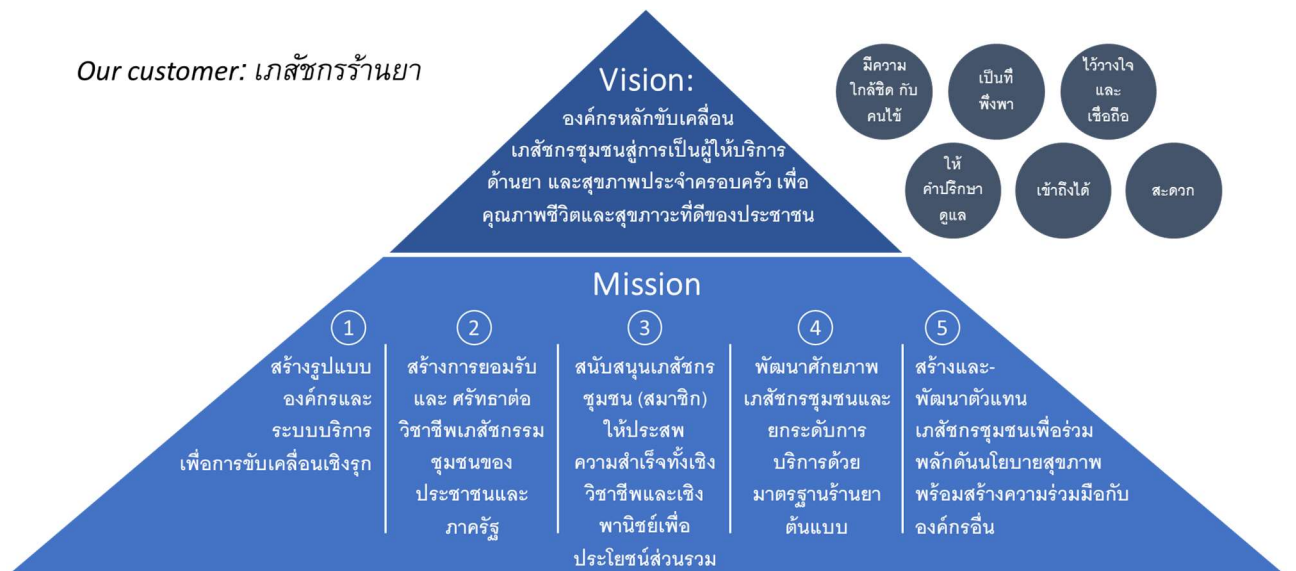 Our customer: เภสัชกรร้านยา
Vision:
องค์กรหลักขับเคลื่อน
เภสัชกรชุมชนสู่การเป็นผู้ให้บริการ
ด้านยา และสุขภาพประจำครอบครัว เพื่อ
คุณภาพชีวิตและสุขภาวะที่ดีของประชาชน
มีความ
ใกล้ชิด กับ
คนไข้
เป็นที่
พึ่งพา
ไว้วางใจ
และ
เชื่อถือ
ให้
คำปรึกษา
ดูแล
เข้าถึงได้
สะดวก
Mission
1
สร้างรูปแบบ
องค์กรและ
ระบบบริการ
เพื่อการขับเคลื่อนเชิงรุก
2
สร้างการยอมรับ
และ ศรัทธาต่อ
วิชาชีพเภสัชกรรม
ชุมชนของ
ประชาชนและ
ภาครัฐ
3
สนับสนุนเภสัชกร
ชุมชน (สมาชิก)
ให้ประสพ
ความสำเร็จทั้งเชิง
วิชาชีพและเชิง
พานิชย์เพื่อ
ประโยชน์ส่วนรวม
4
พัฒนาศักยภาพ
เภสัชกรชุมชนและ
ยกระดับการ
บริการด้วย
มาตรฐานร้านยา
ต้นแบบ
5
สร้างและ-
พัฒนาตัวแทน
เภสัชกรชุมชนเพื่อร่วม
พลักดันนโยบายสุขภาพ
พร้อมสร้างความร่วมมือกับ
องค์กรอื่น